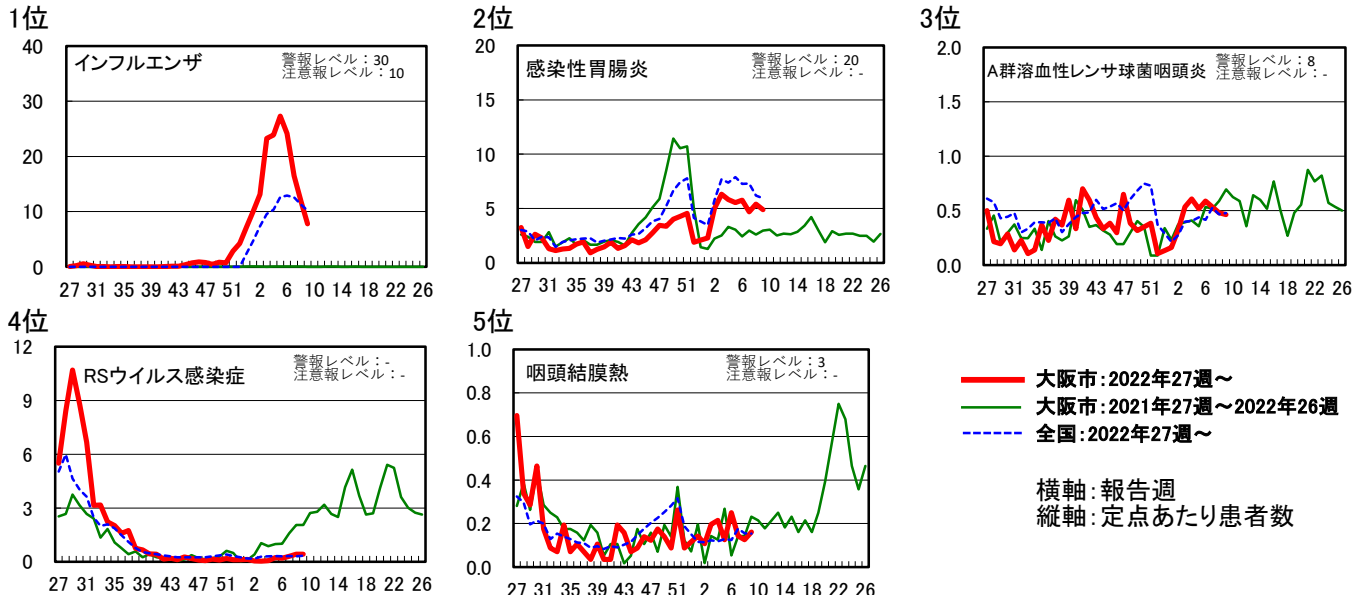 1位
インフルエンザ
警報レベル：30
注意報レベル：10
40
30
20
10
0
27 31 35 39 43 47 51 2 6 10 14 18 22 26
2位
感染性胃腸炎
警報レベル：20
注意報レベル：-
20
15
10
5
0
27 31 35 39 43 47 51 2 6 10 14 18 22 26
3位
A群溶血性レンサ球菌咽頭炎
警報レベル：8
注意報レベル：-
2.0
1.5
1.0
0.5
0.0
27 31 35 39 43 47 51 2 6 10 14 18 22 26
4位
RSウイルス感染症
警報レベル：-
注意報レベル：-
12
9
6
3
0
27 31 35 39 43 47 51 2 6 10 14 18 22 26
5位
咽頭結膜熱
警報レベル：3
注意報レベル：-
1.0
0.8
0.6
0.4
0.2
0.0
27 31 35 39 43 47 51 2 6 10 14 18 22 26
大阪市：2022年27週～
大阪市：2021年27週～2022年26週
全国：2022年27週～
横軸：報告週
縦軸：定点あたり患者数